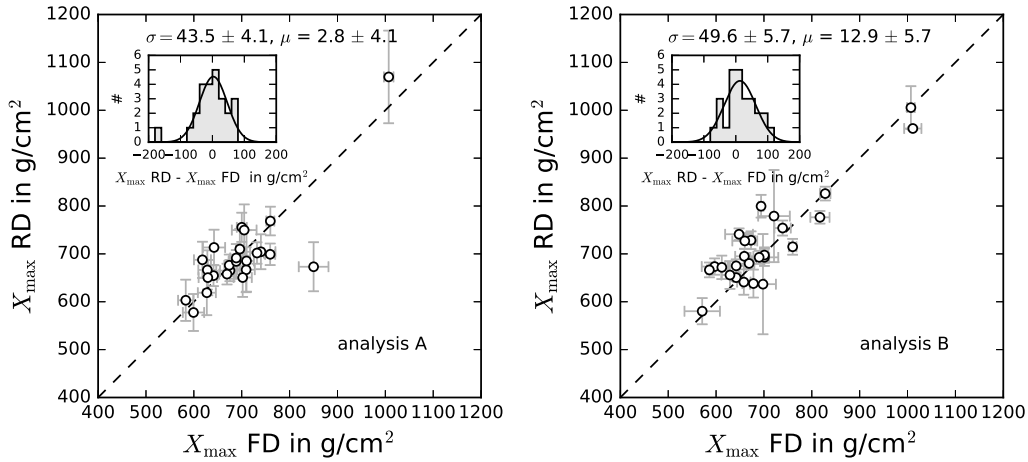 σ = 43.5 ± 4.1, μ = 2.8 ± 4.1
#
6
5
4
3
2
1
0
−200 −100 0 100 200
X_max RD - X_max FD in g/cm²
X_max RD in g/cm²
1200
1100
1000
900
800
700
600
500
400
analysis A
400 500 600 700 800 900 1000 1100 1200
X_max FD in g/cm²
σ = 49.6 ± 5.7, μ = 12.9 ± 5.7
#
6
5
4
3
2
1
0
−200 −100 0 100 200
X_max RD - X_max FD in g/cm²
X_max RD in g/cm²
1200
1100
1000
900
800
700
600
500
400
analysis B
400 500 600 700 800 900 1000 1100 1200
X_max FD in g/cm²